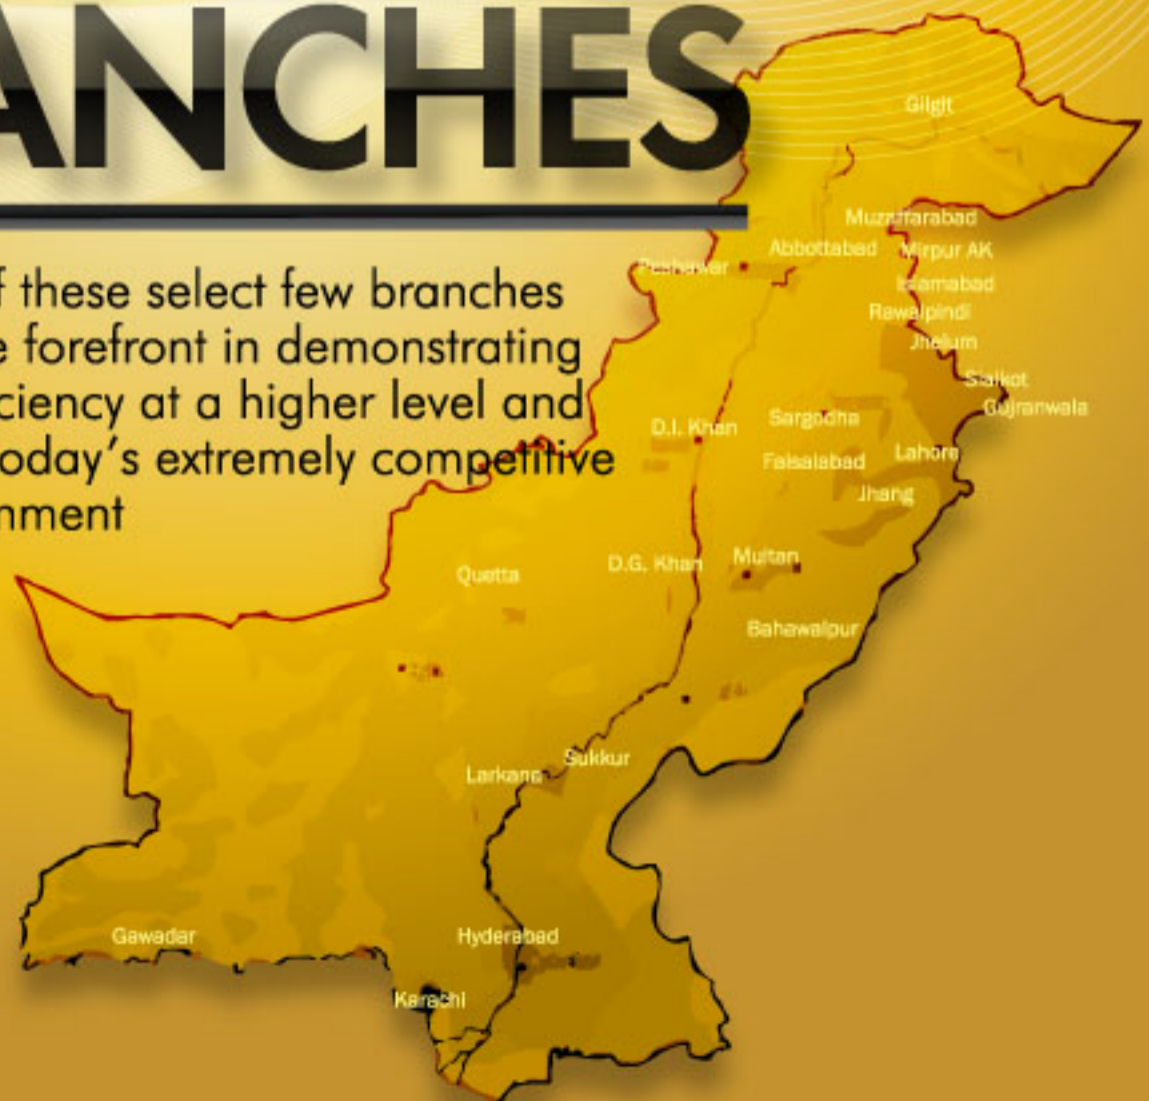 ANCHES
f these select few branches
e forefront in demonstrating
ciency at a higher level and
oday's extremely competitive
nment
Gilgit
Muzaffarabad
Abbottabad Mirpur AK
Peshawar
Islamabad
Rawalpindi
Jhelum
Sialkot
Gujranwala
D.I. Khan Sargodha
Faisalabad Lahore
Jhang
D.G. Khan Multan
Quetta
Bahawalpur
Sukkur
Larkana
Gawadar Hyderabad
Karachi